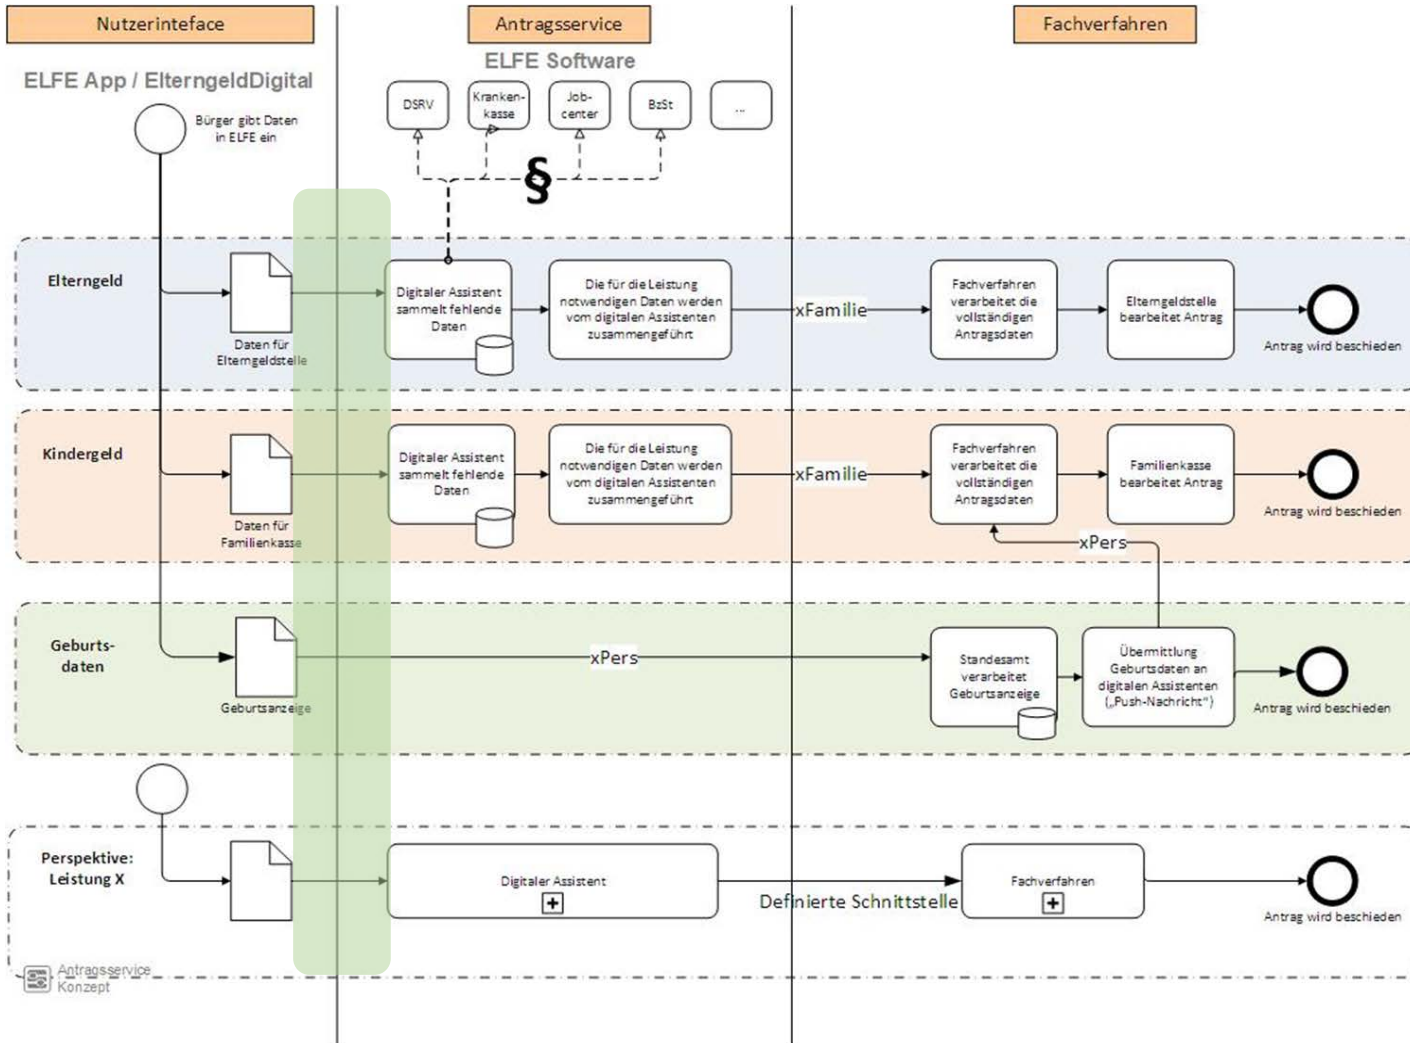 Nutzerinteface
Antragsservice
Fachverfahren
ELFE App / ElterngeldDigital
ELFE Software
Bürger gibt Daten
in ELFE ein
DSRV
Kranken-
kasse
Job-
center
BzSt
...
§
Elterngeld
Daten für
Elterngeldstelle
Digitaler Assistent
sammelt fehlende
Daten
Die für die Leistung
notwendigen Daten werden
vom digitalen Assistenten
zusammengeführt
xFamilie
Fachverfahren
verarbeitet die
vollständigen
Antragsdaten
Elterngeldstelle
bearbeitet Antrag
Antrag wird beschieden
Kindergeld
Daten für
Familienkasse
Digitaler Assistent
sammelt fehlende
Daten
Die für die Leistung
notwendigen Daten werden
vom digitalen Assistenten
zusammengeführt
xFamilie
Fachverfahren
verarbeitet die
vollständigen
Antragsdaten
Familienkasse
bearbeitet Antrag
Antrag wird beschieden
xPers
Geburts-
daten
Geburtsanzeige
xPers
Standesamt
verarbeitet
Geburtsanzeige
Übermittlung
Geburtsdaten an
digitalen Assistenten
(„Push-Nachricht“)
Antrag wird beschieden
Perspektive:
Leistung X
Digitaler Assistent
+
Definierte Schnittstelle
Fachverfahren
+
Antrag wird beschieden
Antragsservice
Konzept